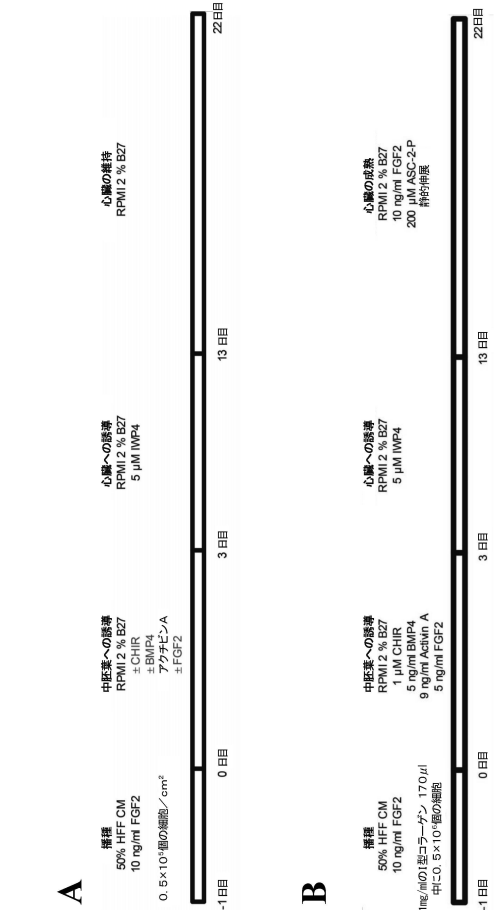 A
播種
50% HFF CM
10 ng/ml FGF2
0. 5×10⁵個の細胞／cm²
中胚葉への誘導
RPMI 2 % B27
±CHIR
±BMP4
アクチビンA
±FGF2
心臓への誘導
RPMI 2 % B27
5 μM IWP4
心臓の維持
RPMI 2 % B27
-1 日目
0 日目
3 日目
13 日目
22日目
B
播種
50% HFF CM
10 ng/ml FGF2
1mg/mlのI型コラーゲン 170μl
中に0. 5×10⁶個の細胞
中胚葉への誘導
RPMI 2 % B27
1 μM CHIR
5 ng/ml BMP4
9 ng/ml Activin A
5 ng/ml FGF2
心臓への誘導
RPMI 2 % B27
5 μM IWP4
心臓の成熟
RPMI 2 % B27
10 ng/ml FGF2
200 μM ASC-2-P
静的伸展
-1 日目
0 日目
3 日目
13 日目
22日目